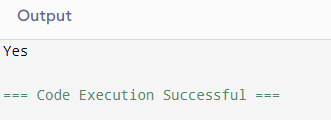 Output
Yes
=== Code Execution Successful ===